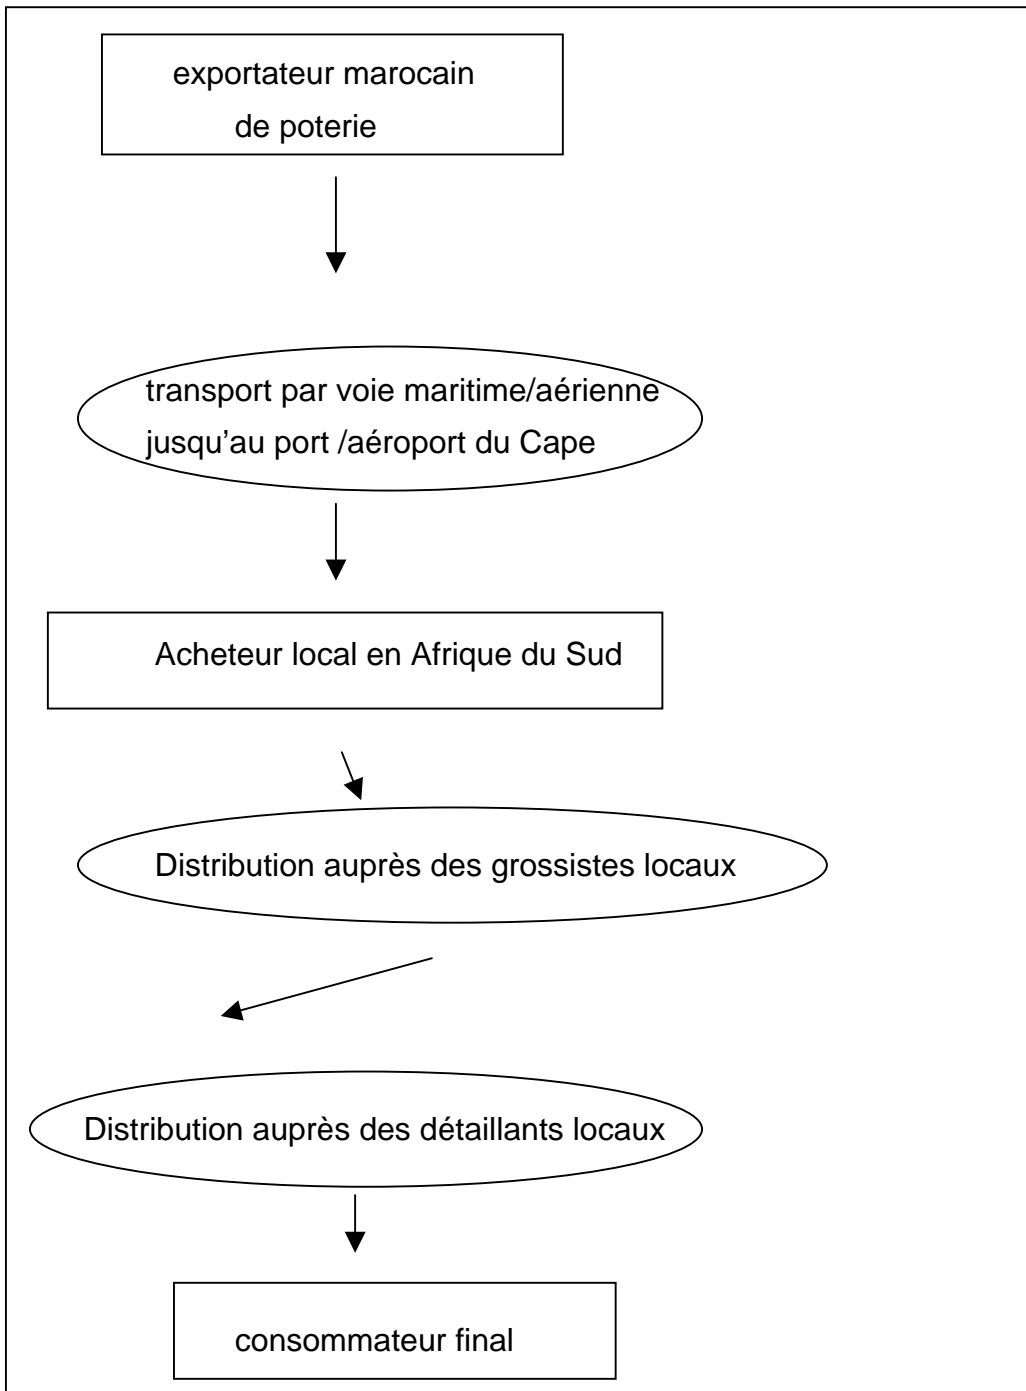 exportateur marocain
de poterie
transport par voie maritime/aérienne
jusqu'au port /aéroport du Cape
Acheteur local en Afrique du Sud
Distribution auprès des grossistes locaux
Distribution auprès des détaillants locaux
consommateur final